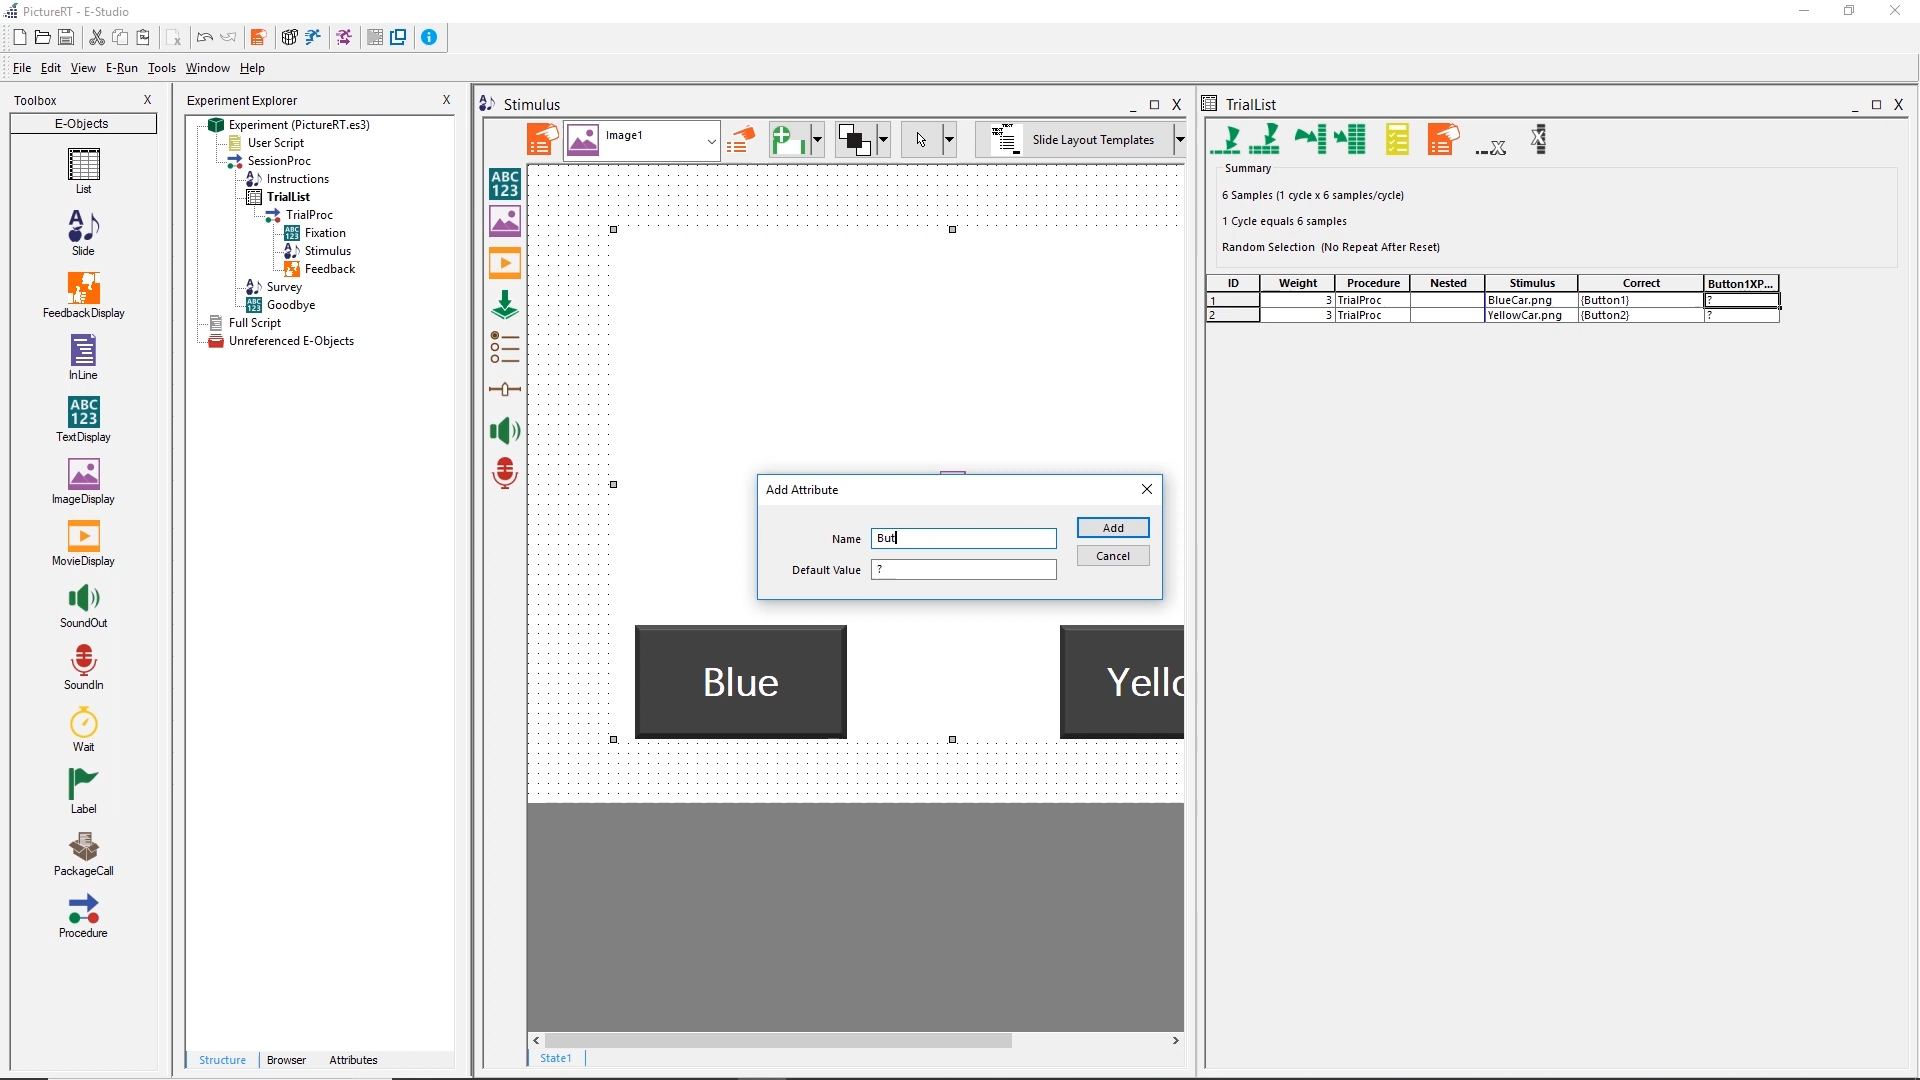 PictureRT - E-Studio
File Edit View E-Run Tools Window Help
Toolbox X
E-Objects
List
Slide
FeedbackDisplay
InLine
ABC
123
TextDisplay
ImageDisplay
MovieDisplay
SoundOut
SoundIn
Wait
Label
PackageCall
Procedure
Experiment Explorer X
Experiment (PictureRT.es3)
User Script
SessionProc
Instructions
TrialList
TrialProc
Fixation
Stimulus
Feedback
Survey
Goodbye
Full Script
Unreferenced E-Objects
Structure Browser Attributes
Stimulus
Image1
Slide Layout Templates
ABC
123
Add Attribute
Name But
Default Value ?
Add
Cancel
Blue
Yello
State1
TrialList
Summary
6 Samples (1 cycle x 6 samples/cycle)
1 Cycle equals 6 samples
Random Selection (No Repeat After Reset)
ID Weight Procedure Nested Stimulus Correct Button1XP...
1 3 TrialProc BlueCar.png {Button1} ?
2 3 TrialProc YellowCar.png {Button2} ?